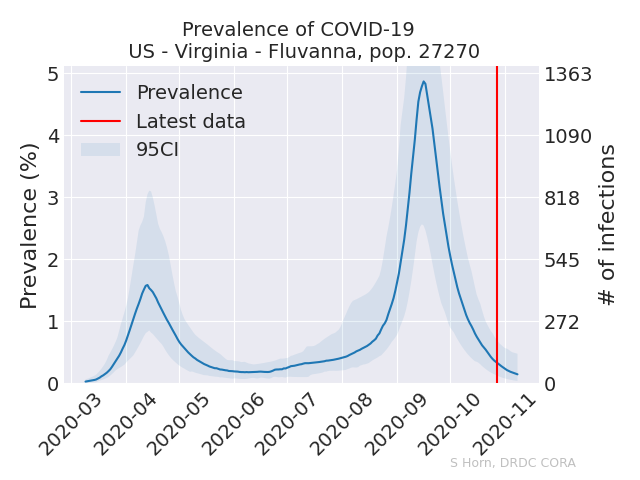 Prevalence of COVID-19
US - Virginia - Fluvanna, pop. 27270
Prevalence
Latest data
95CI
Prevalence (%)
5
4
3
2
1
0
# of infections
1363
1090
818
545
272
0
2020-03
2020-04
2020-05
2020-06
2020-07
2020-08
2020-09
2020-10
2020-11
S Horn, DRDC CORA